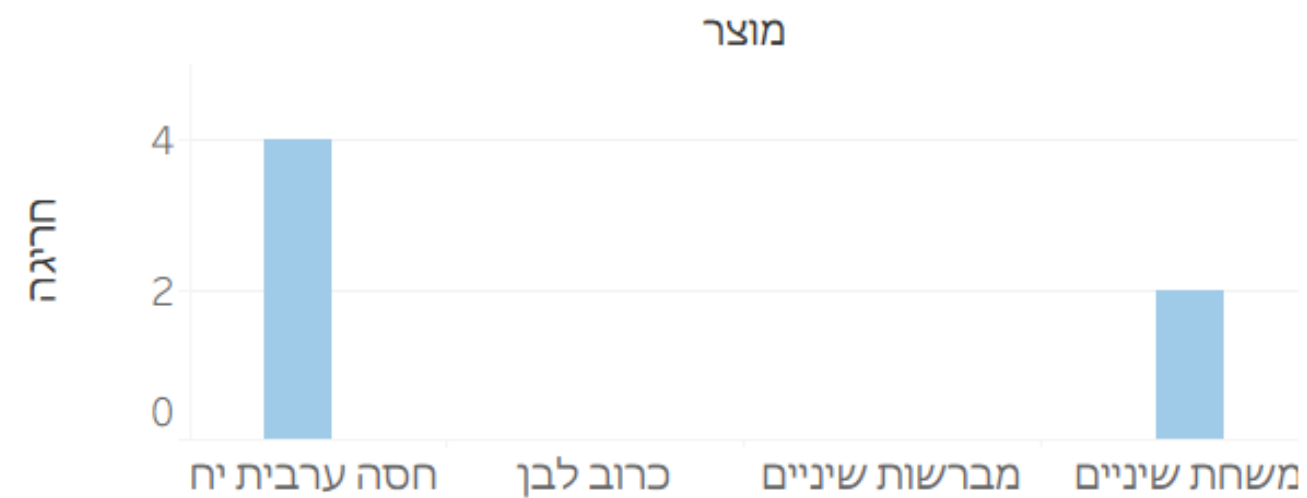 מוצר
4
2
0
חריגה
חסה ערבית יח
כרוב לבן
מברשות שיניים
משחת שיניים